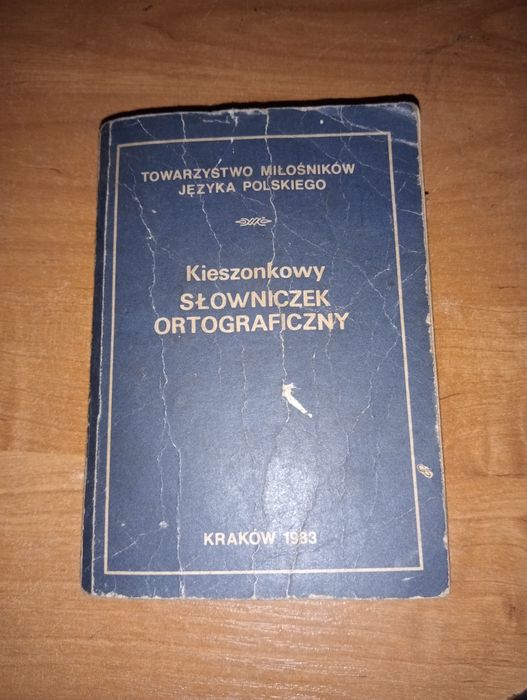 TOWARZYSTWO MIŁOŚNIKÓW
JĘZYKA POLSKIEGO
Kieszonkowy
SŁOWNICZEK
ORTOGRAFICZNY
KRAKÓW 1983